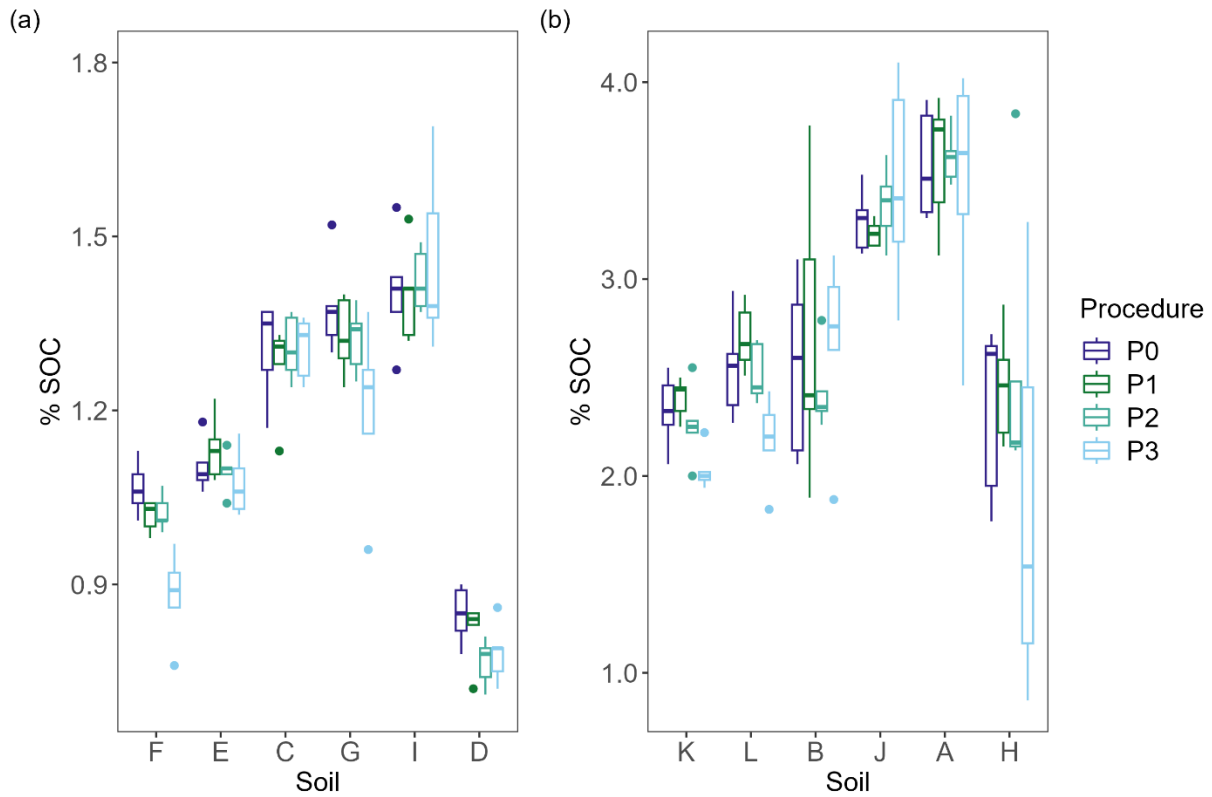 (a)
% SOC
1.8
1.5
1.2
0.9
F E C G I D
Soil
(b)
% SOC
4.0
3.0
2.0
1.0
K L B J A H
Soil
Procedure
P0
P1
P2
P3